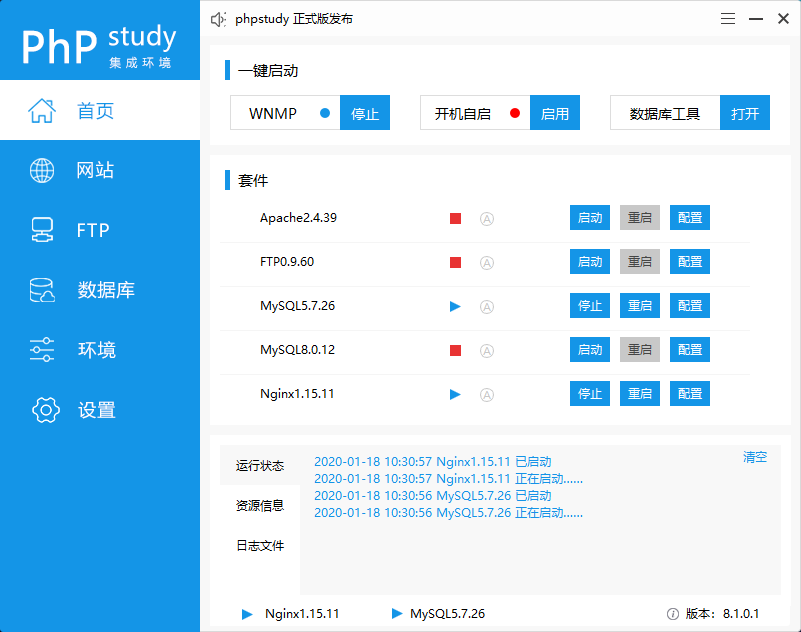 PhP study
集成环境
phpstudy 正式版发布
首页
网站
FTP
数据库
环境
设置
一键启动
WNMP 停止 开机自启 启用 数据库工具 打开
套件
Apache2.4.39 A 启动 重启 配置
FTP0.9.60 A 启动 重启 配置
MySQL5.7.26 A 停止 重启 配置
MySQL8.0.12 A 启动 重启 配置
Nginx1.15.11 A 停止 重启 配置
运行状态
资源信息
日志文件
清空
2020-01-18 10:30:57 Nginx1.15.11 已启动
2020-01-18 10:30:57 Nginx1.15.11 正在启动......
2020-01-18 10:30:56 MySQL5.7.26 已启动
2020-01-18 10:30:56 MySQL5.7.26 正在启动......
Nginx1.15.11 MySQL5.7.26 版本：8.1.0.1